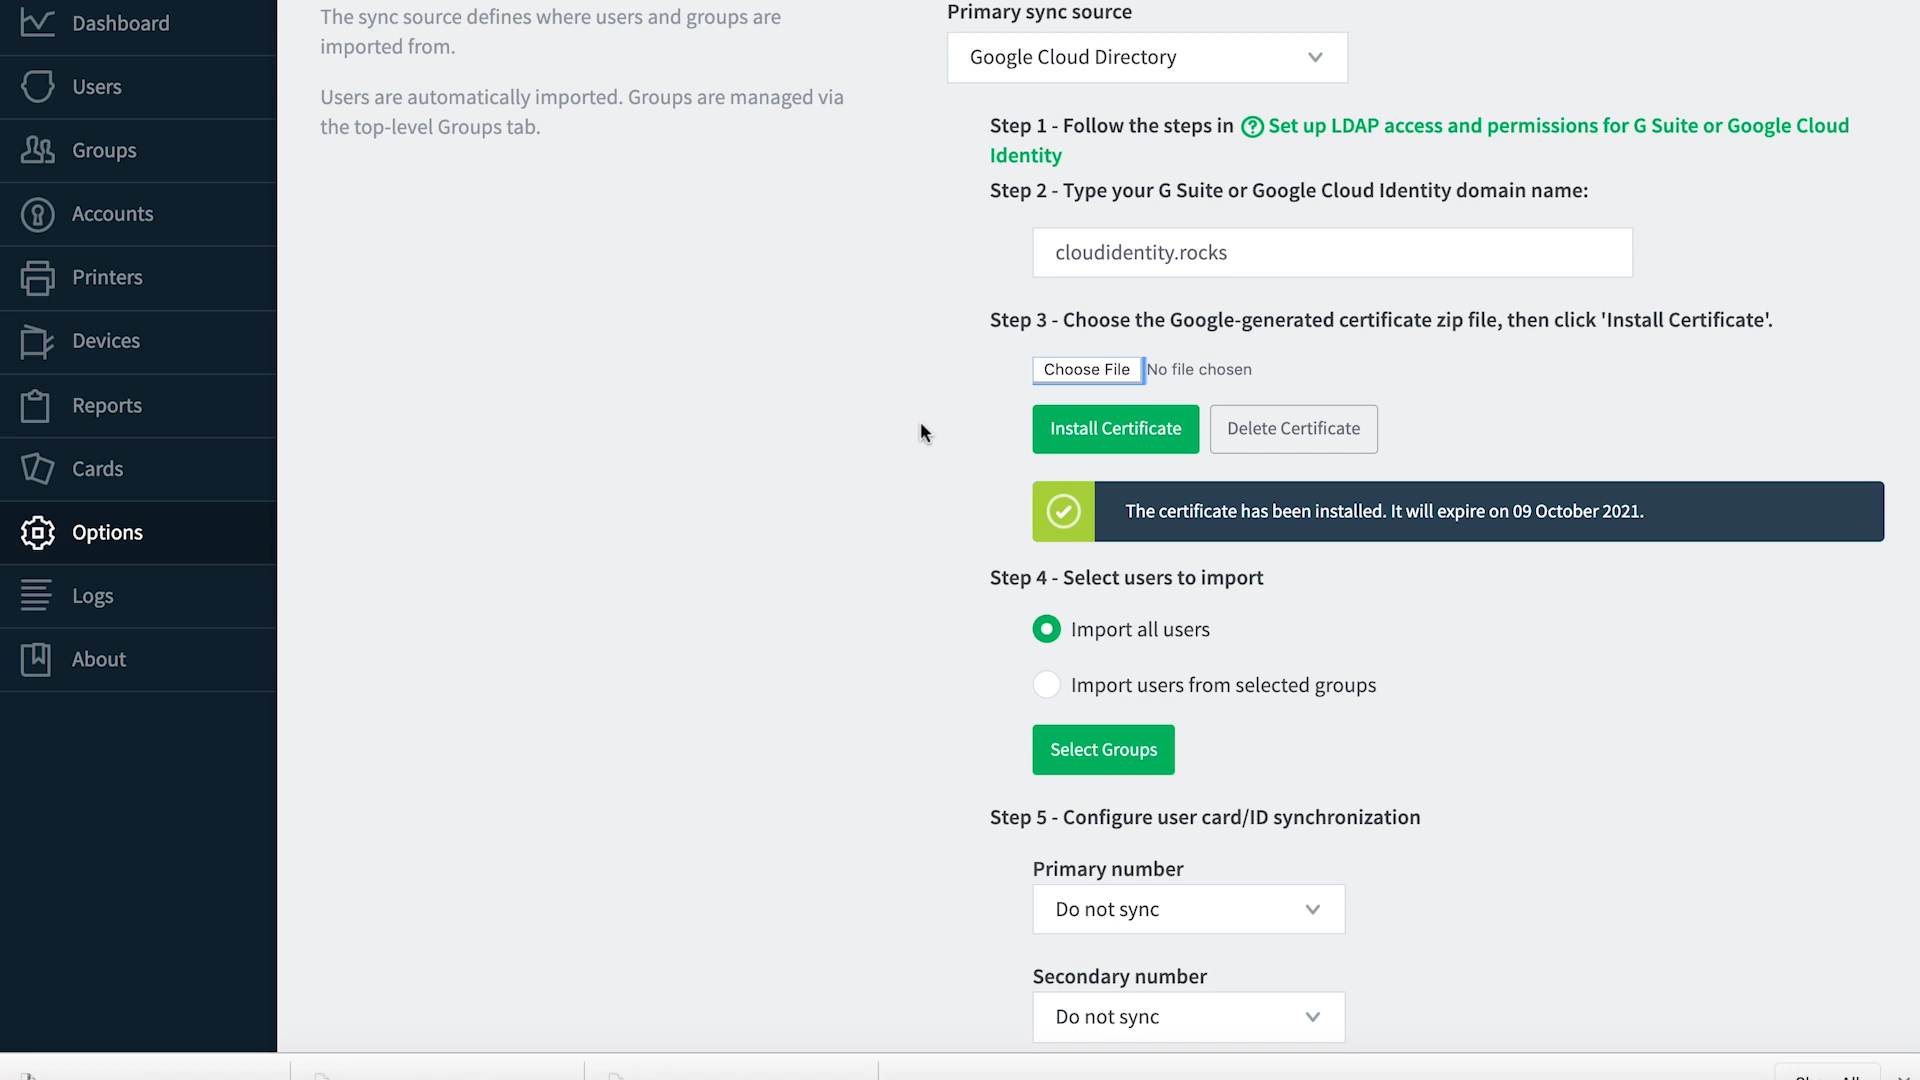 Dashboard
Users
Groups
Accounts
Printers
Devices
Reports
Cards
Options
Logs
About
The sync source defines where users and groups are
imported from.
Users are automatically imported. Groups are managed via
the top-level Groups tab.
Primary sync source
Google Cloud Directory
Step 1 - Follow the steps in ? Set up LDAP access and permissions for G Suite or Google Cloud
Identity
Step 2 - Type your G Suite or Google Cloud Identity domain name:
cloudidentity.rocks
Step 3 - Choose the Google-generated certificate zip file, then click 'Install Certificate'.
Choose File No file chosen
Install Certificate Delete Certificate
The certificate has been installed. It will expire on 09 October 2021.
Step 4 - Select users to import
Import all users
Import users from selected groups
Select Groups
Step 5 - Configure user card/ID synchronization
Primary number
Do not sync
Secondary number
Do not sync